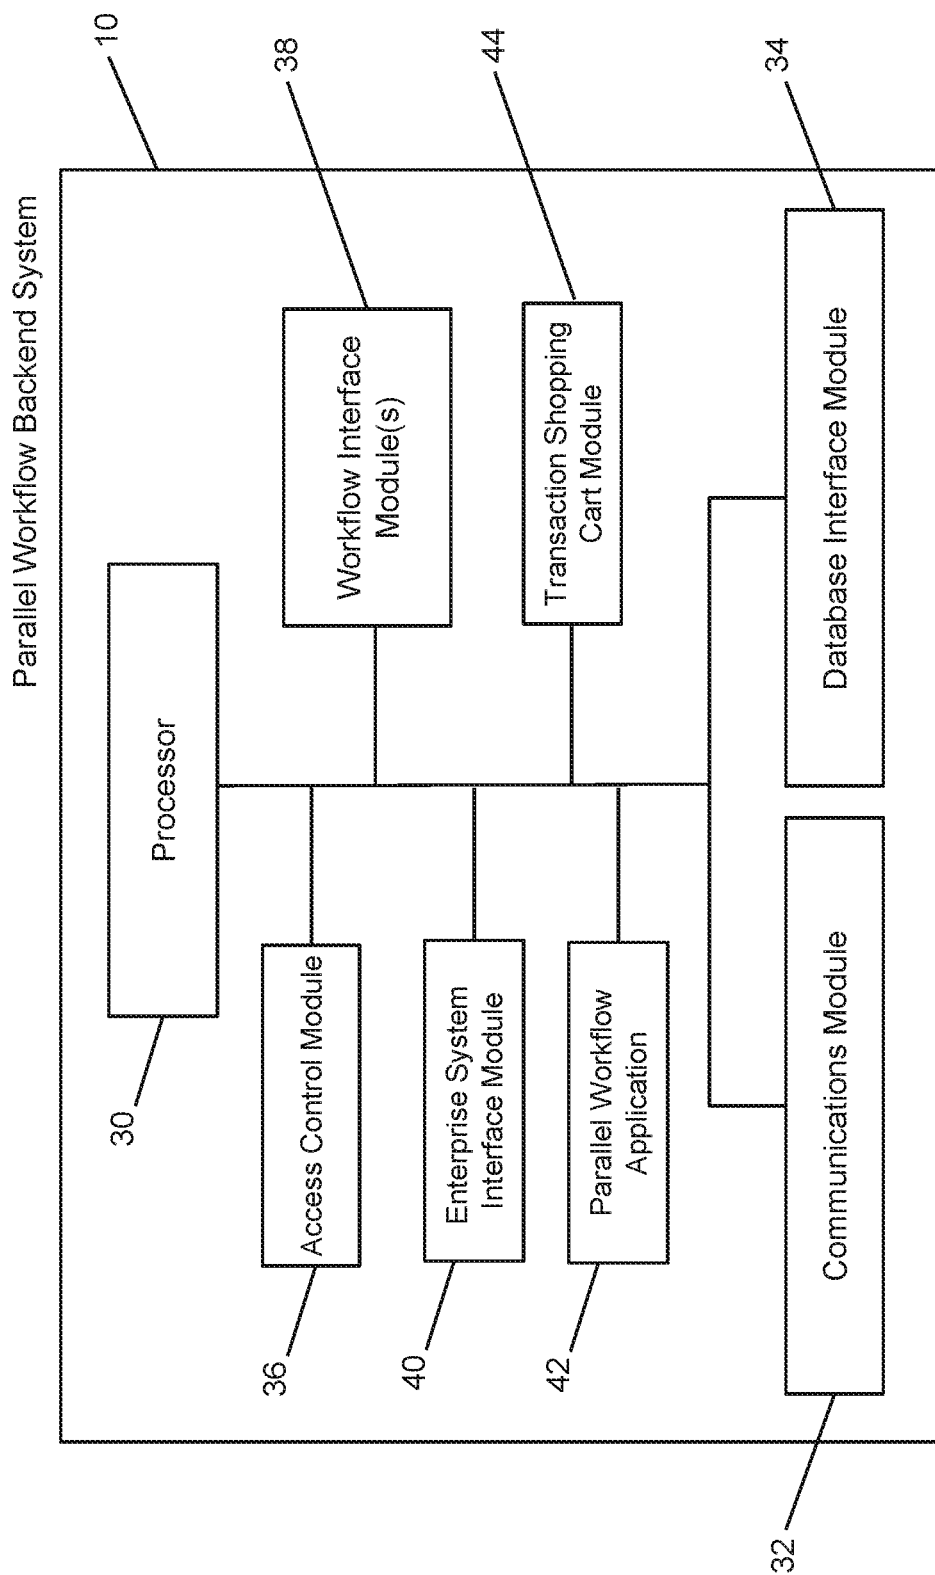 Parallel Workflow Backend System
10
Processor
30
Access Control Module
36
Workflow Interface
Module(s)
38
Enterprise System
Interface Module
40
Transaction Shopping
Cart Module
44
Parallel Workflow
Application
42
Communications Module
32
Database Interface Module
34